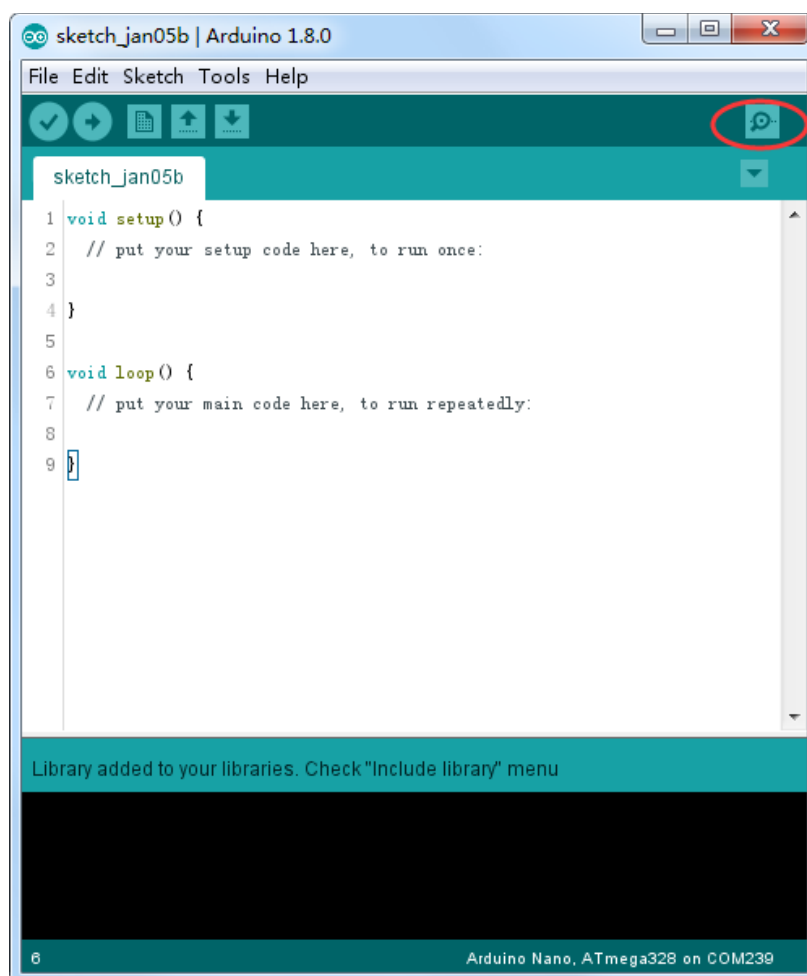 sketch_jan05b | Arduino 1.8.0
File Edit Sketch Tools Help
sketch_jan05b
1 void setup() {
2 // put your setup code here, to run once:
3
4 }
5
6 void loop() {
7 // put your main code here, to run repeatedly:
8
9 }
Library added to your libraries. Check "Include library" menu
6 Arduino Nano, ATmega328 on COM239